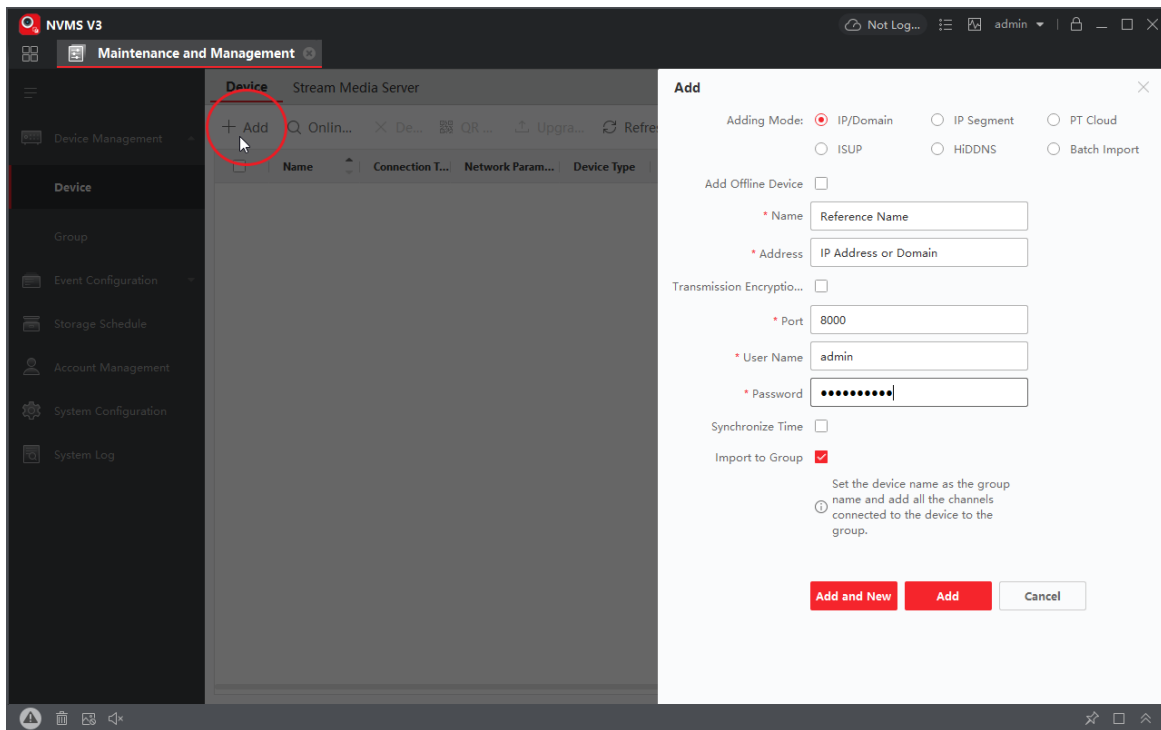 NVMS V3
Not Log...
admin
Maintenance and Management
Device Stream Media Server
Add Onlin... De... QR ... Upgra... Refre
Name Connection T... Network Param... Device Type
Device Management
Device
Group
Event Configuration
Storage Schedule
Account Management
System Configuration
System Log
Add
Adding Mode: IP/Domain IP Segment PT Cloud
ISUP HiDDNS Batch Import
Add Offline Device
* Name Reference Name
* Address IP Address or Domain
Transmission Encryptio...
* Port 8000
* User Name admin
* Password ••••••••••
Synchronize Time
Import to Group
Set the device name as the group
name and add all the channels
connected to the device to the
group.
Add and New Add Cancel